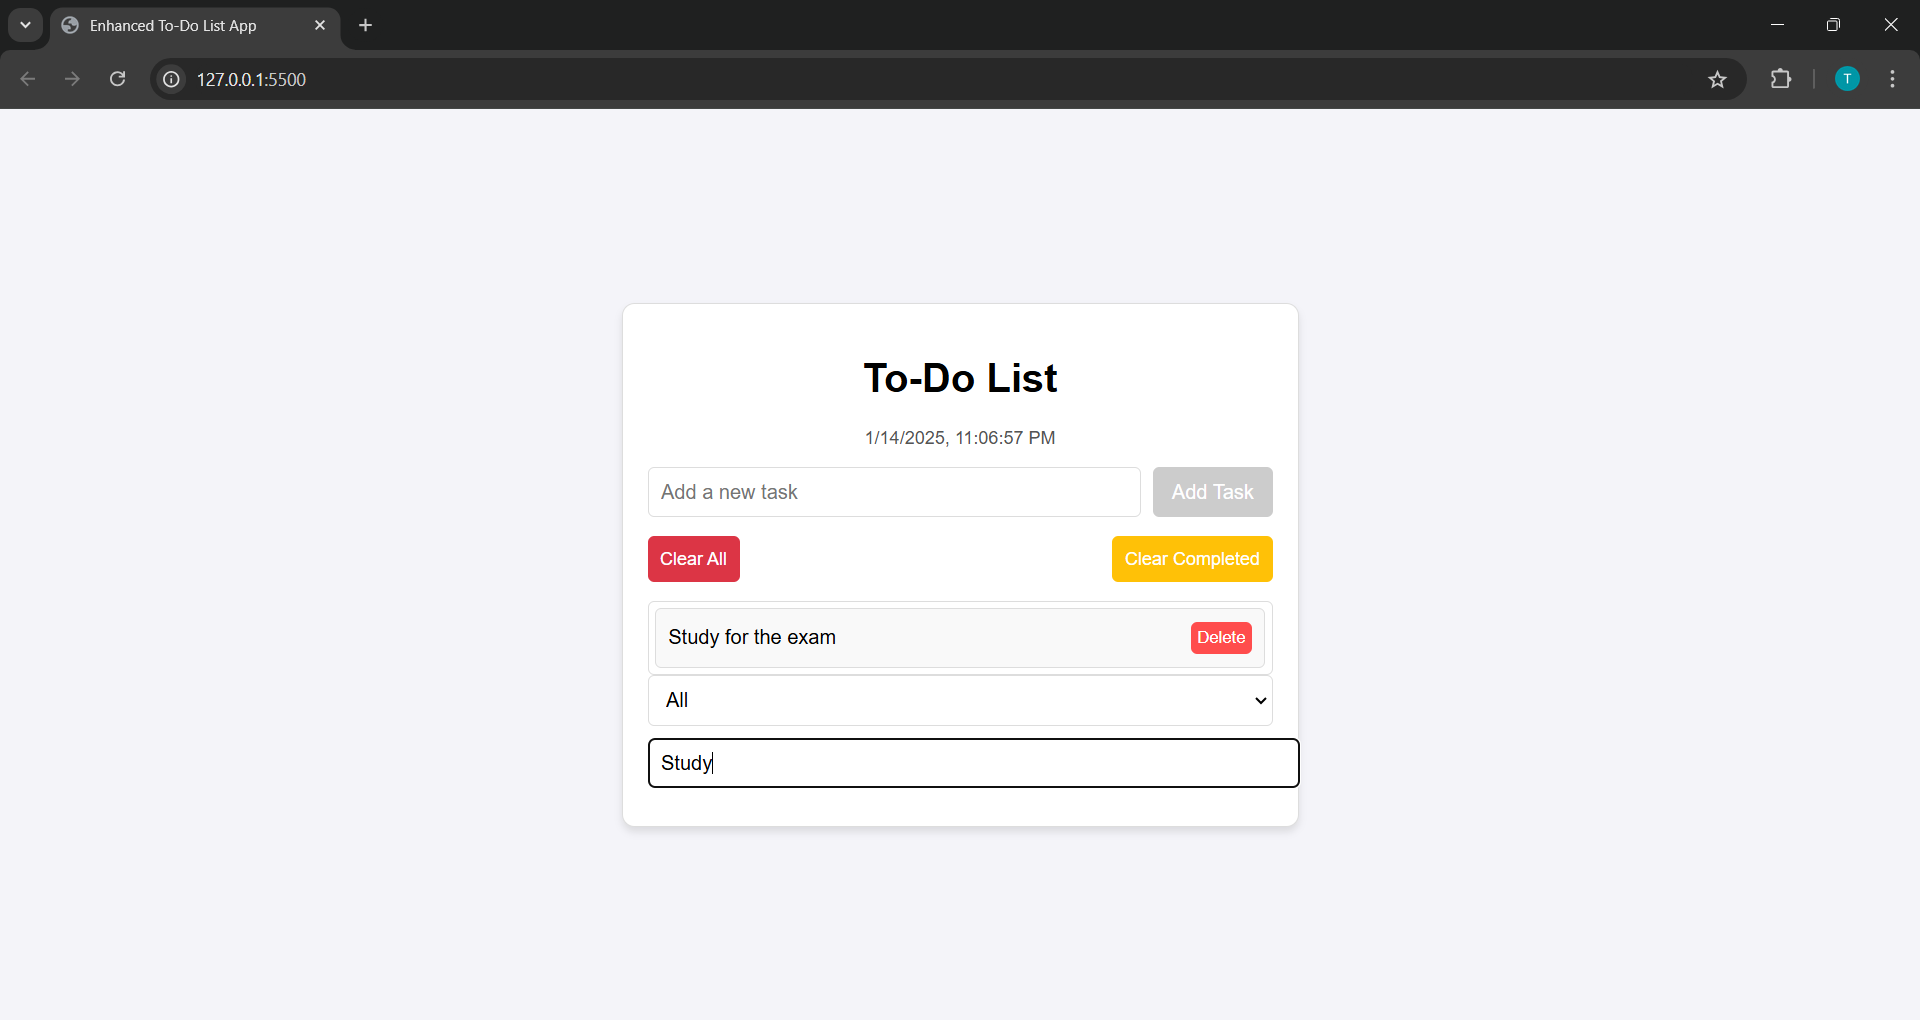 Enhanced To-Do List App
127.0.0.1:5500
T
To-Do List
1/14/2025, 11:06:57 PM
Add a new task
Add Task
Clear All
Clear Completed
Study for the exam
Delete
All
Study